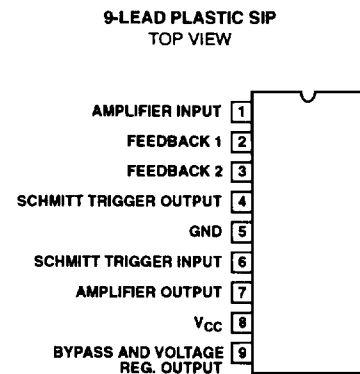 9-LEAD PLASTIC SIP
TOP VIEW
AMPLIFIER INPUT 1
FEEDBACK 1 2
FEEDBACK 2 3
SCHMITT TRIGGER OUTPUT 4
GND 5
SCHMITT TRIGGER INPUT 6
AMPLIFIER OUTPUT 7
VCC 8
BYPASS AND VOLTAGE 9
REG. OUTPUT